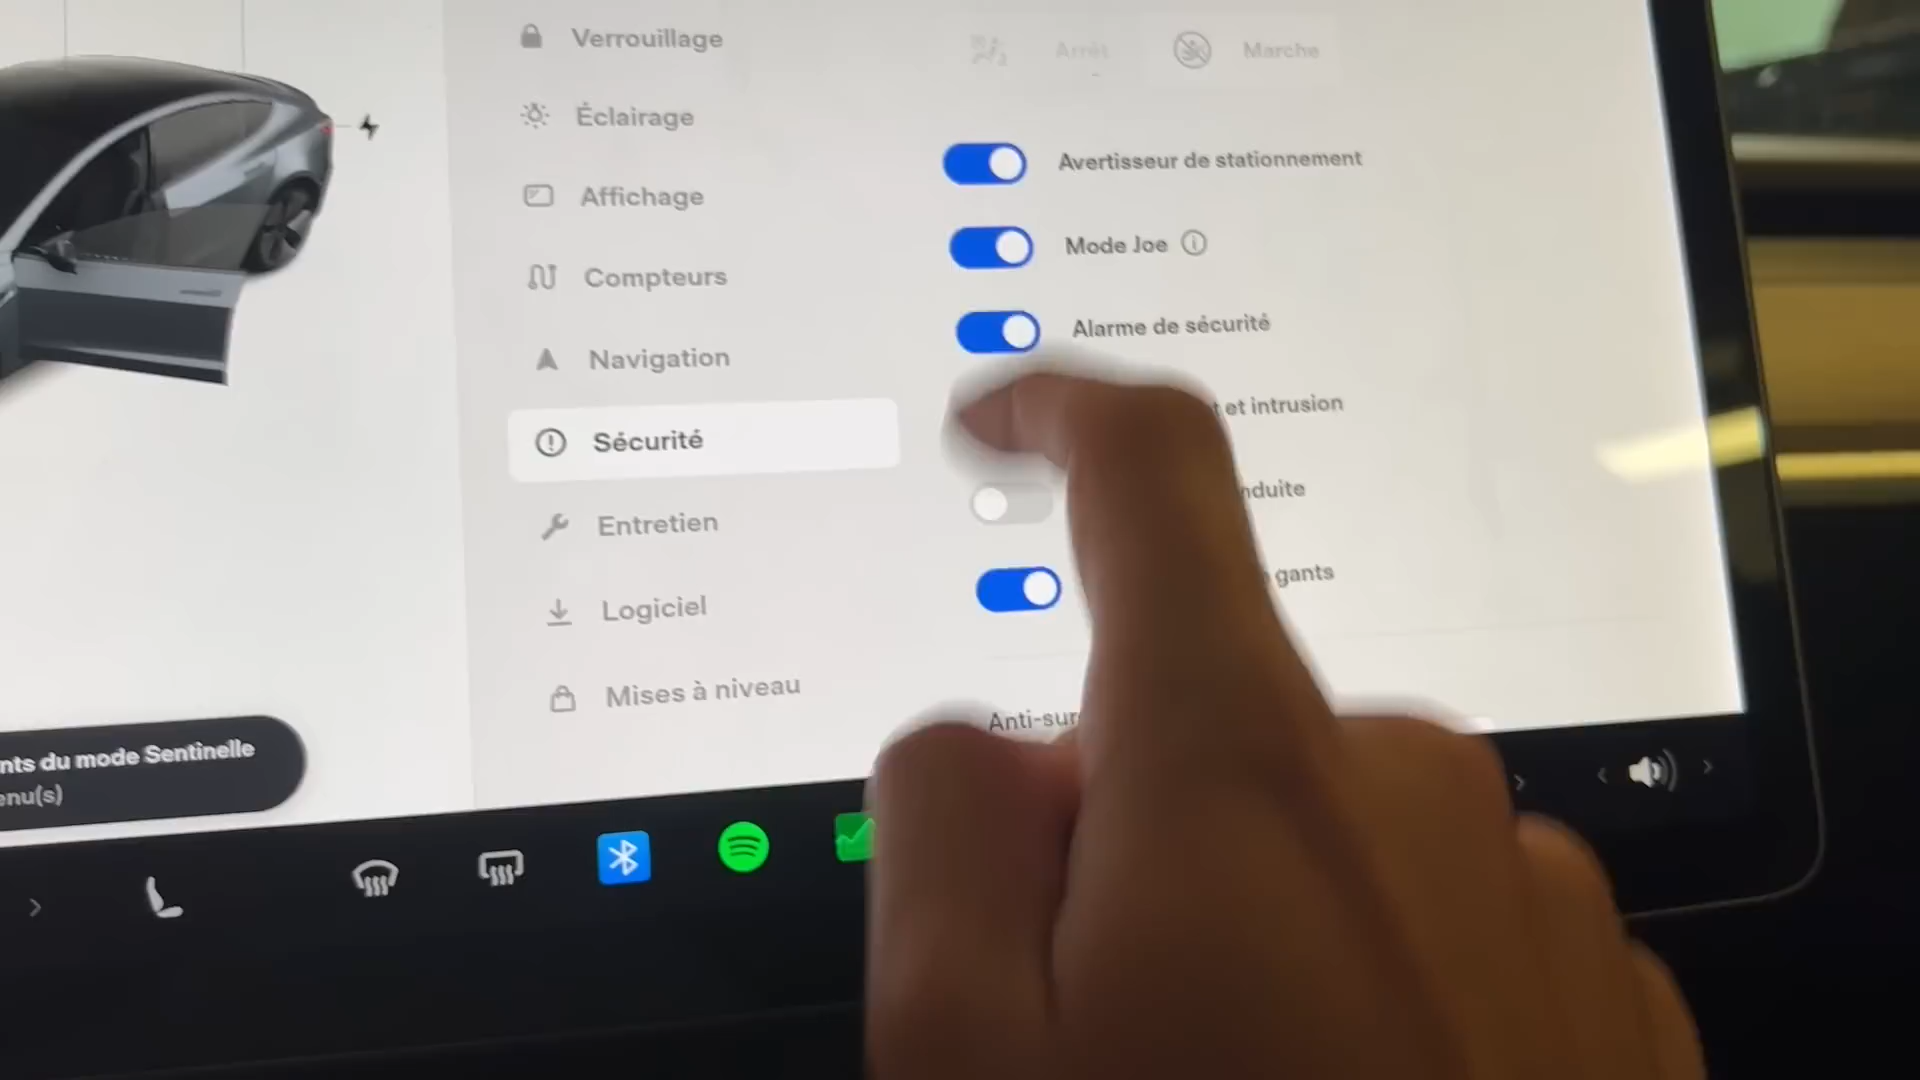 Verrouillage
Éclairage
Affichage
Compteurs
Navigation
Sécurité
Entretien
Logiciel
Mises à niveau
Arrêt
Marche
Avertisseur de stationnement
Mode Joe
Alarme de sécurité
et intrusion
nduite
gants
Anti-sur
nts du mode Sentinelle
enu(s)